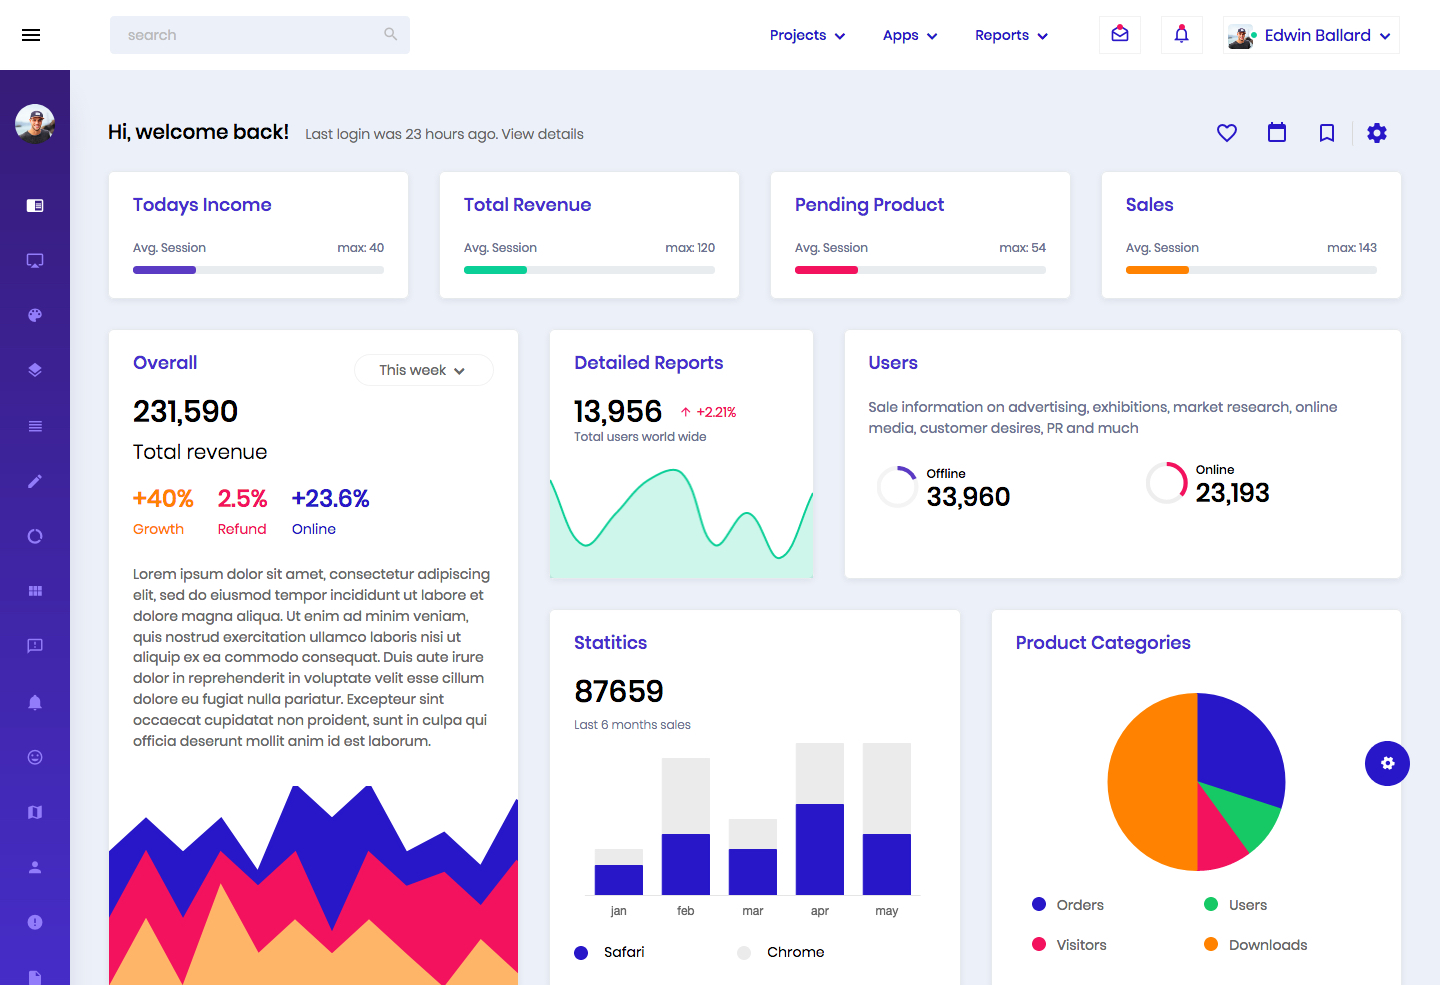 search
Projects
Apps
Reports
Edwin Ballard
Hi, welcome back!
Last login was 23 hours ago. View details
Todays Income
Avg. Session
max: 40
Total Revenue
Avg. Session
max: 120
Pending Product
Avg. Session
max: 54
Sales
Avg. Session
max: 143
Overall
This week
231,590
Total revenue
+40%
2.5%
+23.6%
Growth
Refund
Online
Lorem ipsum dolor sit amet, consectetur adipiscing
elit, sed do eiusmod tempor incididunt ut labore et
dolore magna aliqua. Ut enim ad minim veniam,
quis nostrud exercitation ullamco laboris nisi ut
aliquip ex ea commodo consequat. Duis aute irure
dolor in reprehenderit in voluptate velit esse cillum
dolore eu fugiat nulla pariatur. Excepteur sint
occaecat cupidatat non proident, sunt in culpa qui
officia deserunt mollit anim id est laborum.
Detailed Reports
13,956
+2.21%
Total users world wide
Users
Sale information on advertising, exhibitions, market research, online
media, customer desires, PR and much
Offline
33,960
Online
23,193
Statitics
87659
Last 6 months sales
jan
feb
mar
apr
may
Safari
Chrome
Product Categories
Orders
Users
Visitors
Downloads